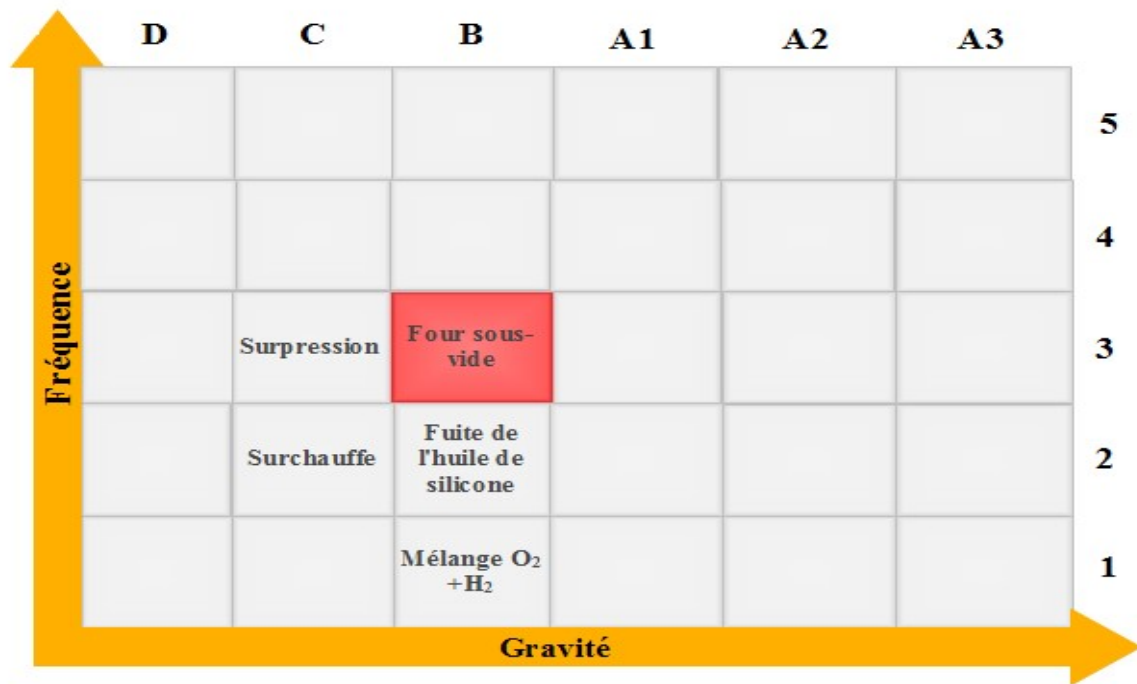 D C B A1 A2 A3
5
4
Fréquence
Surpression
Four sous-
vide
3
Surchauffe
Fuite de
l'huile de
silicone
2
Mélange O₂
+H₂
1
Gravité